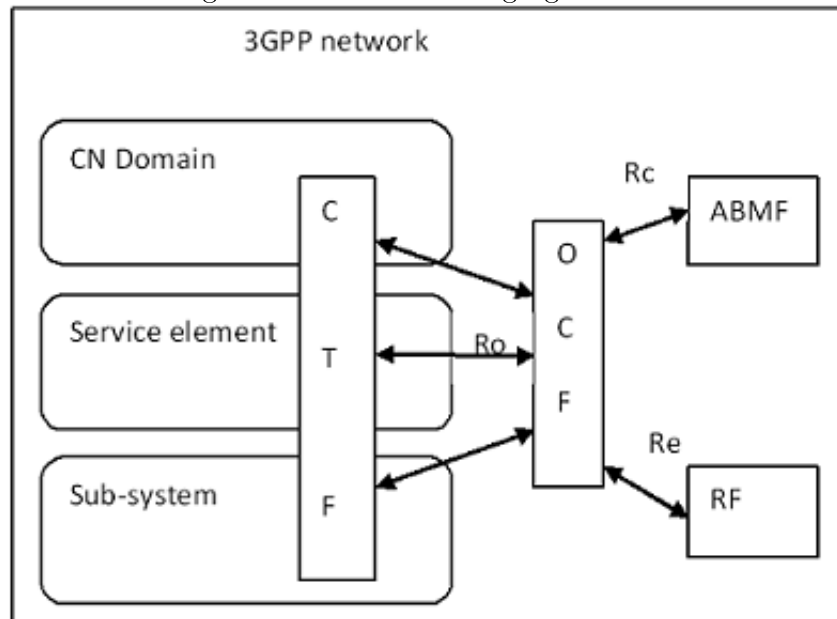 3GPP network
CN Domain
C
T
F
Service element
Sub-system
Ro
O
C
F
Rc
ABMF
Re
RF